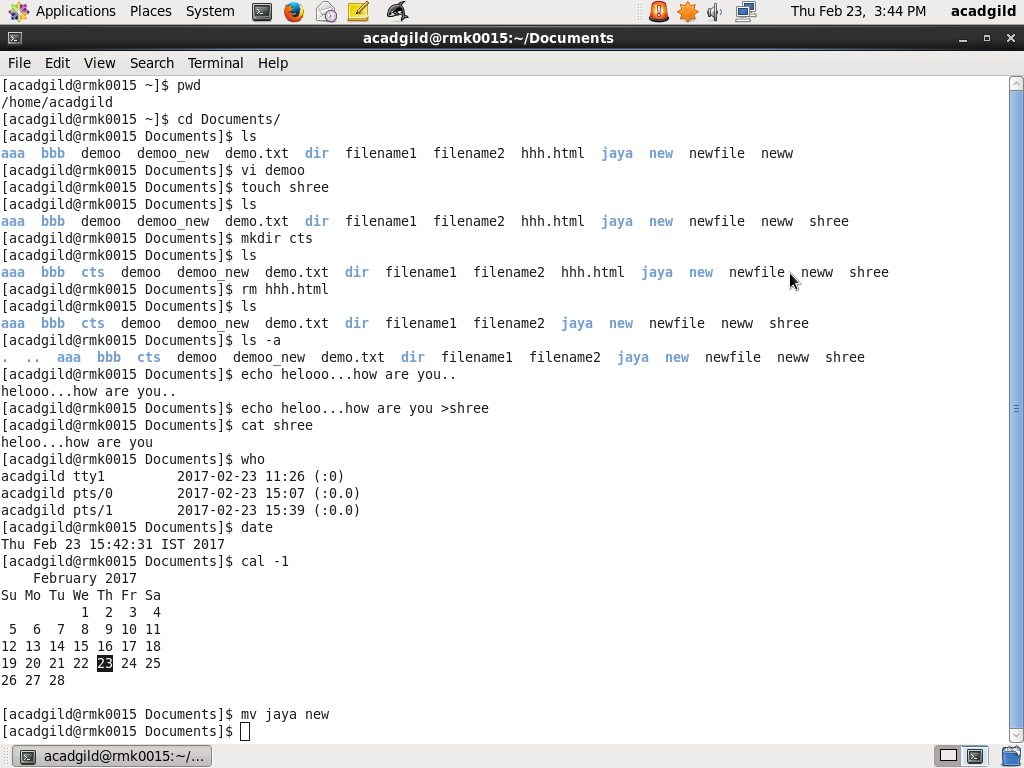 Applications Places System Thu Feb 23, 3:44 PM acadgild
acadgild@rmk0015:~/Documents
File Edit View Search Terminal Help
[acadgild@rmk0015 ~]$ pwd
/home/acadgild
[acadgild@rmk0015 ~]$ cd Documents/
[acadgild@rmk0015 Documents]$ ls
aaa  bbb  demoo  demoo_new  demo.txt  dir  filename1  filename2  hhh.html  jaya  new  newfile  neww
[acadgild@rmk0015 Documents]$ vi demoo
[acadgild@rmk0015 Documents]$ touch shree
[acadgild@rmk0015 Documents]$ ls
aaa  bbb  demoo  demoo_new  demo.txt  dir  filename1  filename2  hhh.html  jaya  new  newfile  neww  shree
[acadgild@rmk0015 Documents]$ mkdir cts
[acadgild@rmk0015 Documents]$ ls
aaa  bbb  cts  demoo  demoo_new  demo.txt  dir  filename1  filename2  hhh.html  jaya  new  newfile  neww  shree
[acadgild@rmk0015 Documents]$ rm hhh.html
[acadgild@rmk0015 Documents]$ ls
aaa  bbb  cts  demoo  demoo_new  demo.txt  dir  filename1  filename2  jaya  new  newfile  neww  shree
[acadgild@rmk0015 Documents]$ ls -a
.  ..  aaa  bbb  cts  demoo  demoo_new  demo.txt  dir  filename1  filename2  jaya  new  newfile  neww  shree
[acadgild@rmk0015 Documents]$ echo helooo...how are you..
helooo...how are you..
[acadgild@rmk0015 Documents]$ echo heloo...how are you >shree
[acadgild@rmk0015 Documents]$ cat shree
heloo...how are you
[acadgild@rmk0015 Documents]$ who
acadgild tty1         2017-02-23 11:26 (:0)
acadgild pts/0        2017-02-23 15:07 (:0.0)
acadgild pts/1        2017-02-23 15:39 (:0.0)
[acadgild@rmk0015 Documents]$ date
Thu Feb 23 15:42:31 IST 2017
[acadgild@rmk0015 Documents]$ cal -1
    February 2017
Su Mo Tu We Th Fr Sa
          1  2  3  4
 5  6  7  8  9 10 11
12 13 14 15 16 17 18
19 20 21 22 23 24 25
26 27 28
[acadgild@rmk0015 Documents]$ mv jaya new
[acadgild@rmk0015 Documents]$
acadgild@rmk0015:~/...